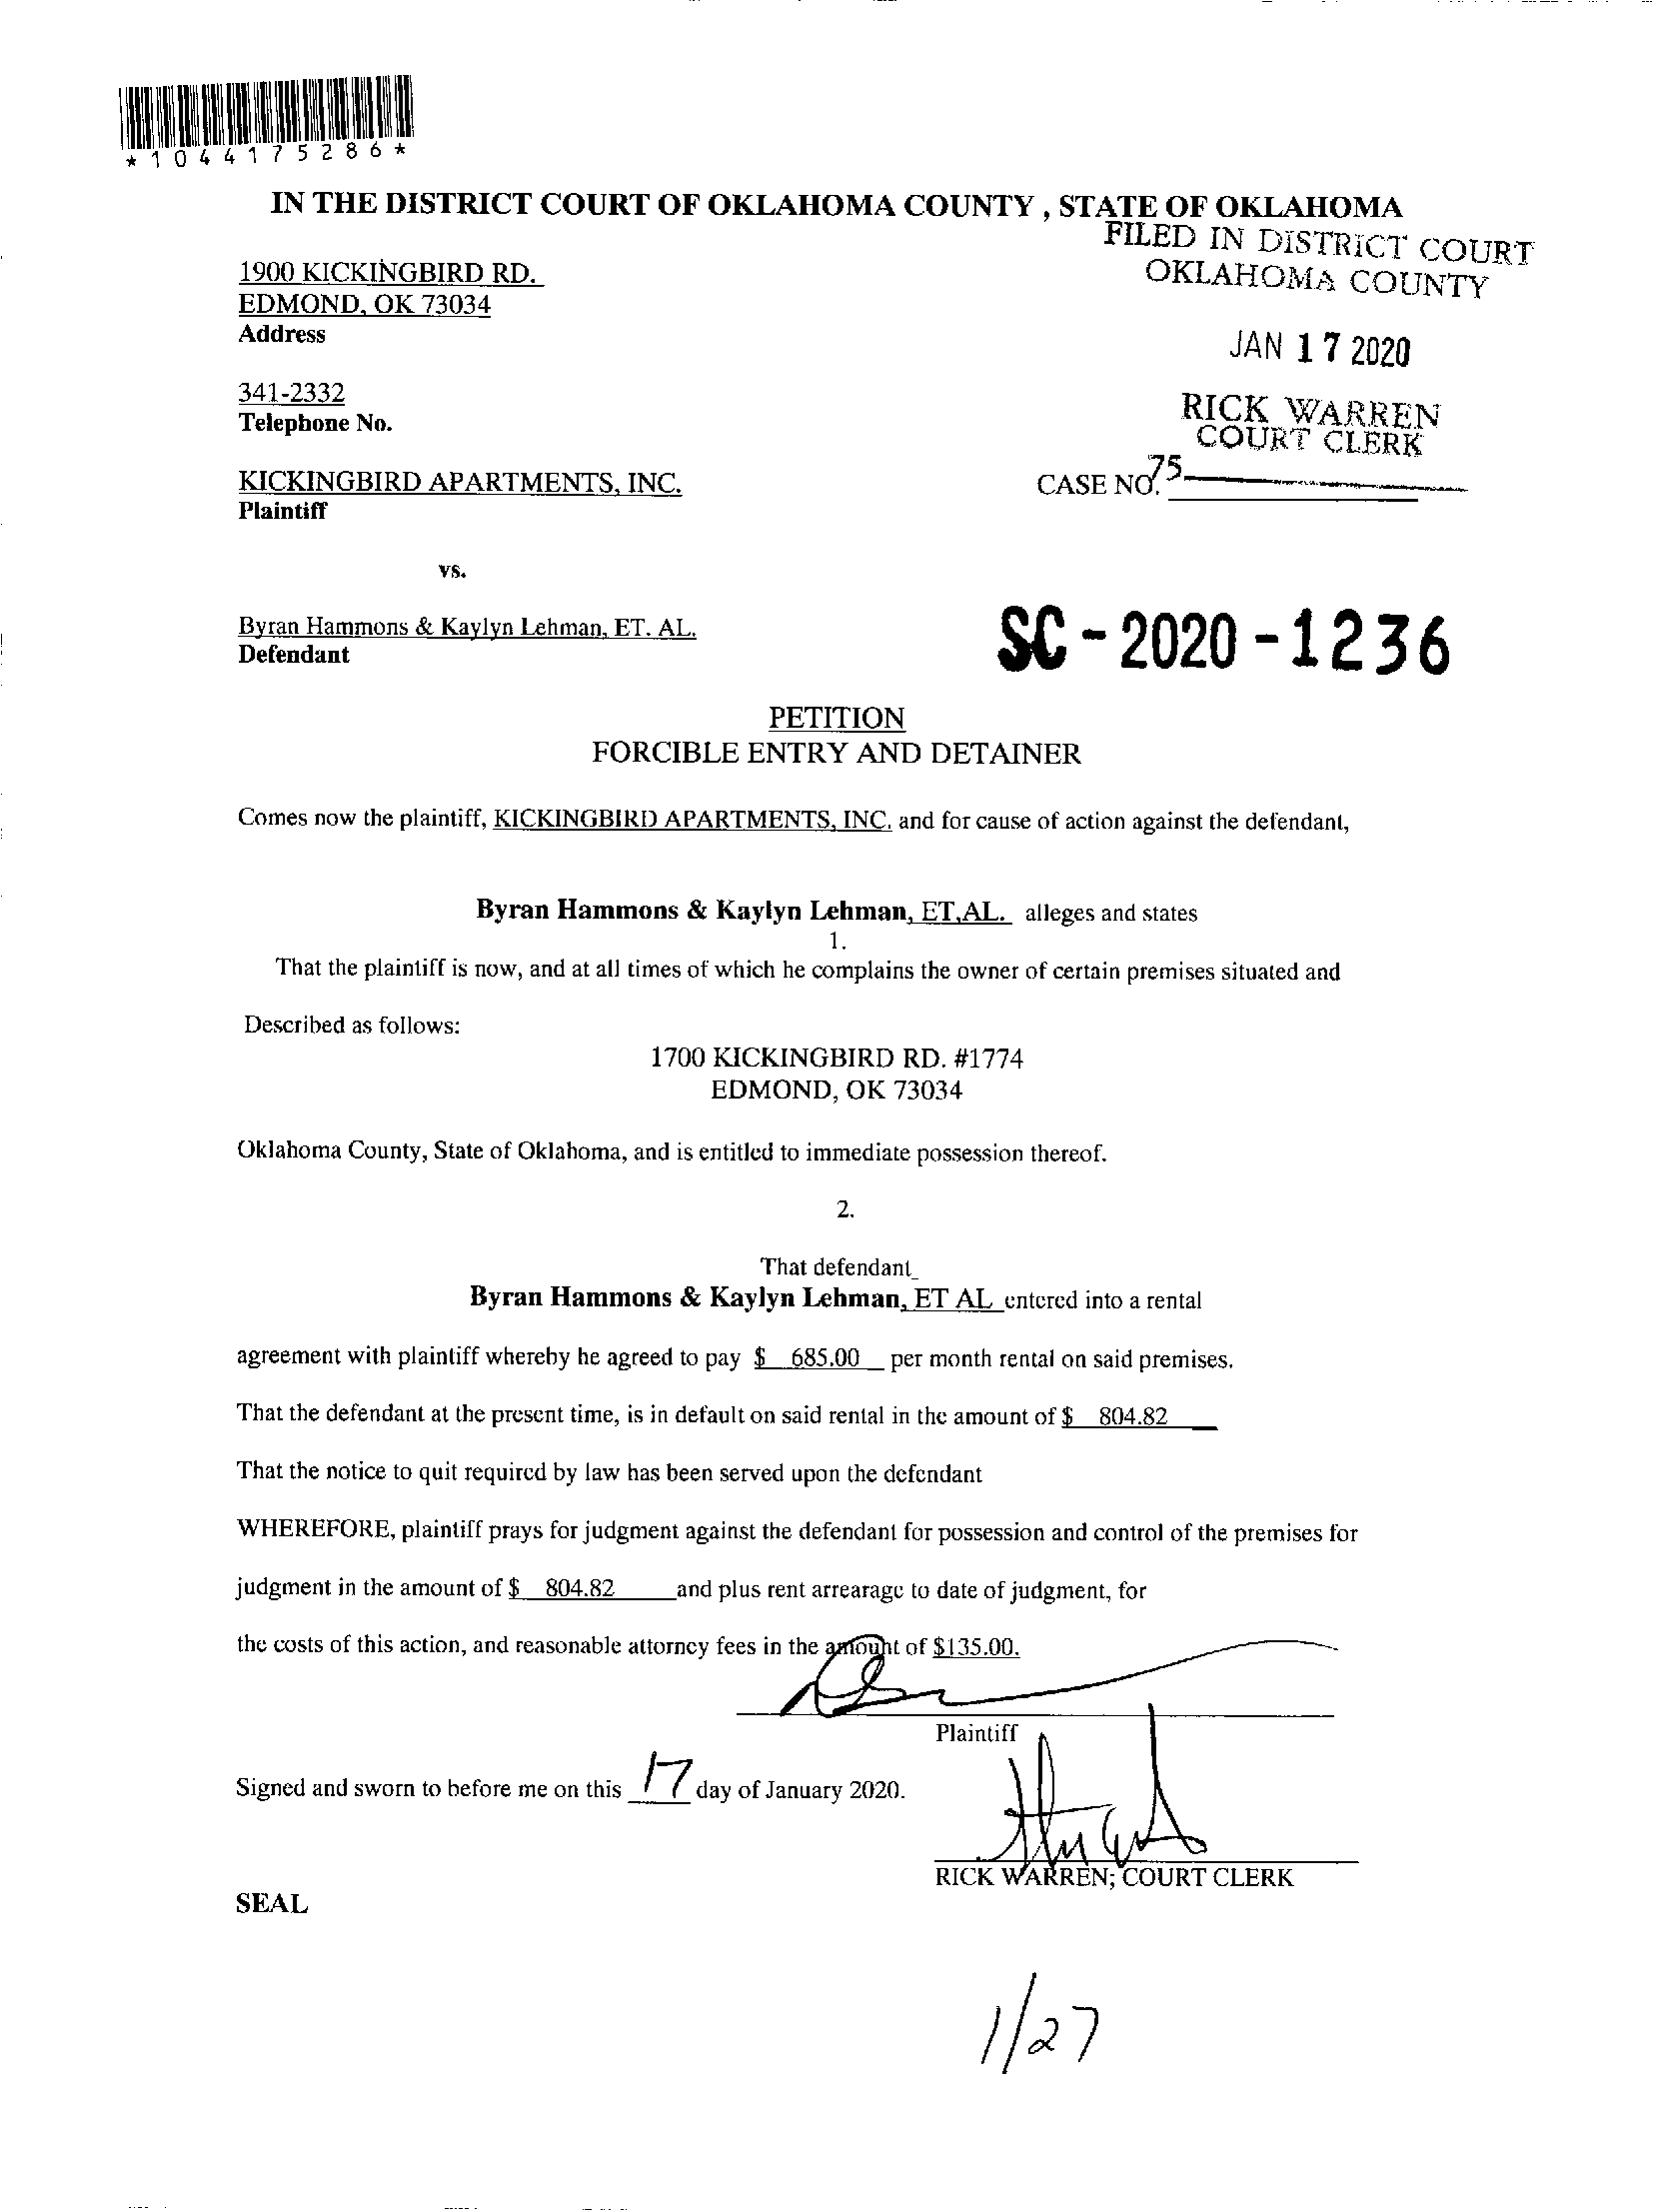 *1044175286*
IN THE DISTRICT COURT OF OKLAHOMA COUNTY , STATE OF OKLAHOMA
FILED IN DISTRICT COURT
OKLAHOMA COUNTY
1900 KICKINGBIRD RD.
EDMOND, OK 73034
Address
JAN 17 2020
341-2332
Telephone No.
RICK WARREN
COURT CLERK
KICKINGBIRD APARTMENTS, INC.
Plaintiff
CASE NO. 75
vs.
Byran Hammons & Kaylyn Lehman, ET. AL.
Defendant
SC-2020-1236
PETITION
FORCIBLE ENTRY AND DETAINER
Comes now the plaintiff, KICKINGBIRD APARTMENTS, INC. and for cause of action against the defendant,
Byran Hammons & Kaylyn Lehman, ET,AL. alleges and states
1.
That the plaintiff is now, and at all times of which he complains the owner of certain premises situated and
Described as follows:
1700 KICKINGBIRD RD. #1774
EDMOND, OK 73034
Oklahoma County, State of Oklahoma, and is entitled to immediate possession thereof.
2.
That defendant
Byran Hammons & Kaylyn Lehman, ET AL entered into a rental
agreement with plaintiff whereby he agreed to pay $ 685.00 per month rental on said premises.
That the defendant at the present time, is in default on said rental in the amount of $ 804.82
That the notice to quit required by law has been served upon the defendant
WHEREFORE, plaintiff prays for judgment against the defendant for possession and control of the premises for
judgment in the amount of $ 804.82 and plus rent arrearage to date of judgment, for
the costs of this action, and reasonable attorney fees in the amount of $135.00.
Plaintiff
Signed and sworn to before me on this 17 day of January 2020.
RICK WARREN; COURT CLERK
SEAL
1/27